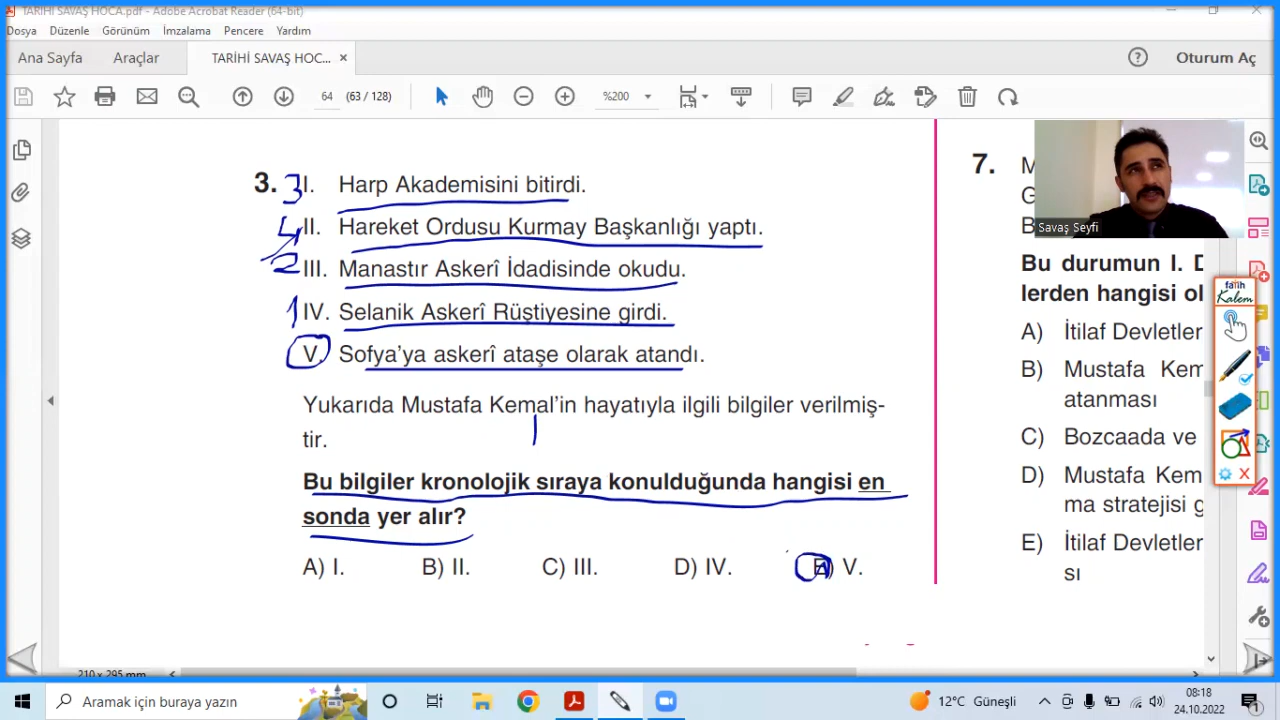 TARİHİ SAVAŞ HOCA.pdf - Adobe Acrobat Reader (64-bit)
Dosya Düzenle Görünüm İmzalama Pencere Yardım
Ana Sayfa Araçlar TARİHİ SAVAŞ HOC... × Oturum Aç
64 (63 / 128) %200
3. 3 I. Harp Akademisini bitirdi.
4 II. Hareket Ordusu Kurmay Başkanlığı yaptı.
2 III. Manastır Askerî İdadisinde okudu.
1 IV. Selanik Askerî Rüştiyesine girdi.
V. Sofya'ya askerî ataşe olarak atandı.
Yukarıda Mustafa Kemal'in hayatıyla ilgili bilgiler verilmiş-
tir.
Bu bilgiler kronolojik sıraya konulduğunda hangisi en
sonda yer alır?
A) I. B) II. C) III. D) IV. E) V.
7. M
G
B
Savaş Seyfi
Bu durumun I. D
lerden hangisi ol
A) İtilaf Devletler
B) Mustafa Kem
atanması
C) Bozcaada ve
D) Mustafa Kem
ma stratejisi g
E) İtilaf Devletler
sı
fatih
Kalem
210 x 295 mm
Aramak için buraya yazın
12°C Güneşli
08:18
24.10.2022
1